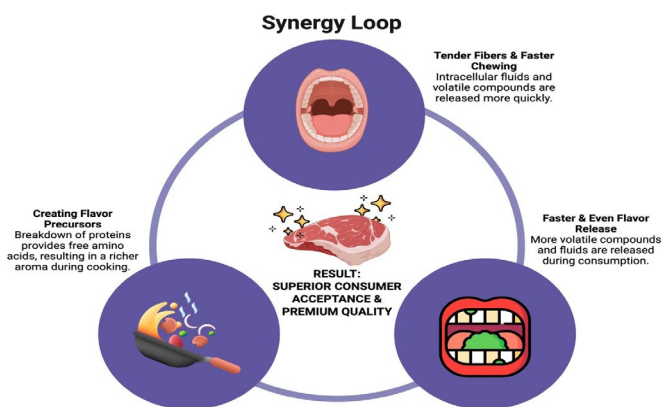 Synergy Loop
Tender Fibers & Faster
Chewing
Intracellular fluids and
volatile compounds are
released more quickly.
Creating Flavor
Precursors
Breakdown of proteins
provides free amino
acids, resulting in a richer
aroma during cooking.
Faster & Even Flavor
Release
More volatile compounds
and fluids are released
during consumption.
RESULT:
SUPERIOR CONSUMER
ACCEPTANCE &
PREMIUM QUALITY